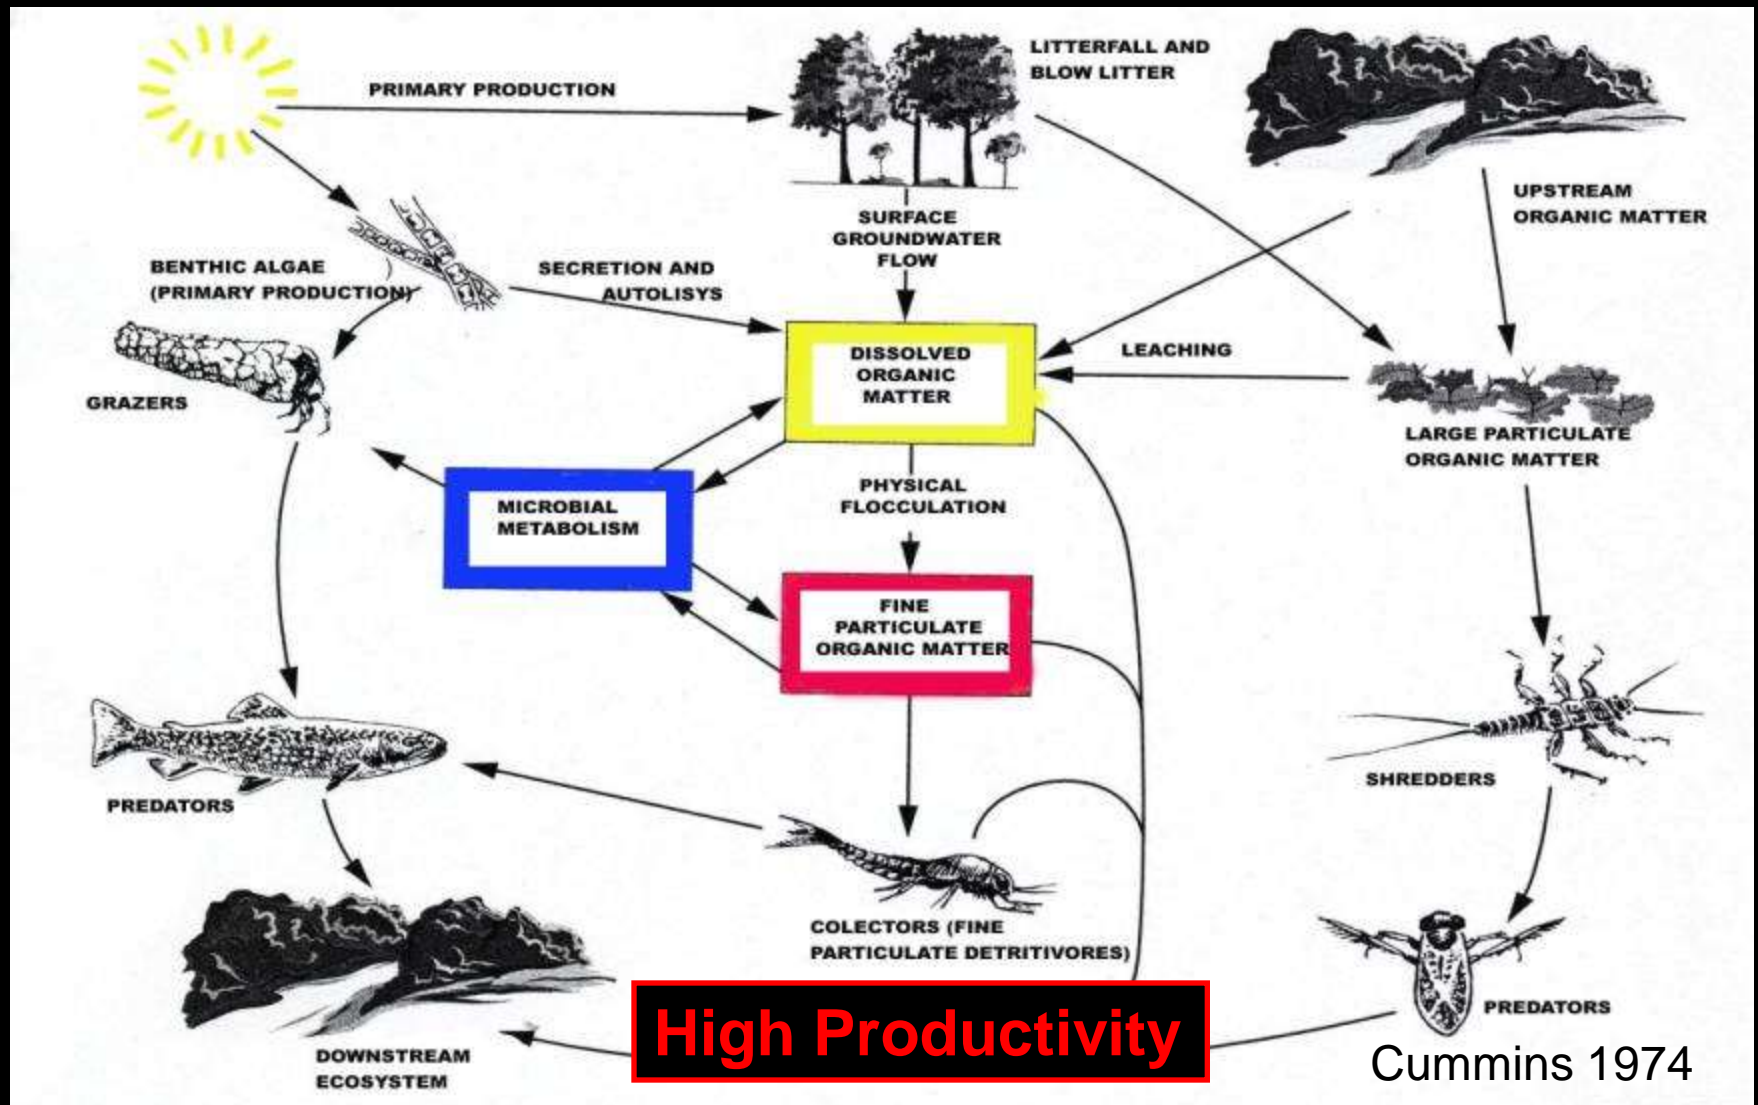 PRIMARY PRODUCTION
LITTERFALL AND
BLOW LITTER
UPSTREAM
ORGANIC MATTER
SURFACE
GROUNDWATER
FLOW
BENTHIC ALGAE
(PRIMARY PRODUCTION)
SECRETION AND
AUTOLISYS
GRAZERS
DISSOLVED
ORGANIC
MATTER
LEACHING
LARGE PARTICULATE
ORGANIC MATTER
MICROBIAL
METABOLISM
PHYSICAL
FLOCCULATION
FINE
PARTICULATE
ORGANIC MATTER
PREDATORS
SHREDDERS
COLECTORS (FINE
PARTICULATE DETRITIVORES)
PREDATORS
High Productivity
DOWNSTREAM
ECOSYSTEM
Cummins 1974